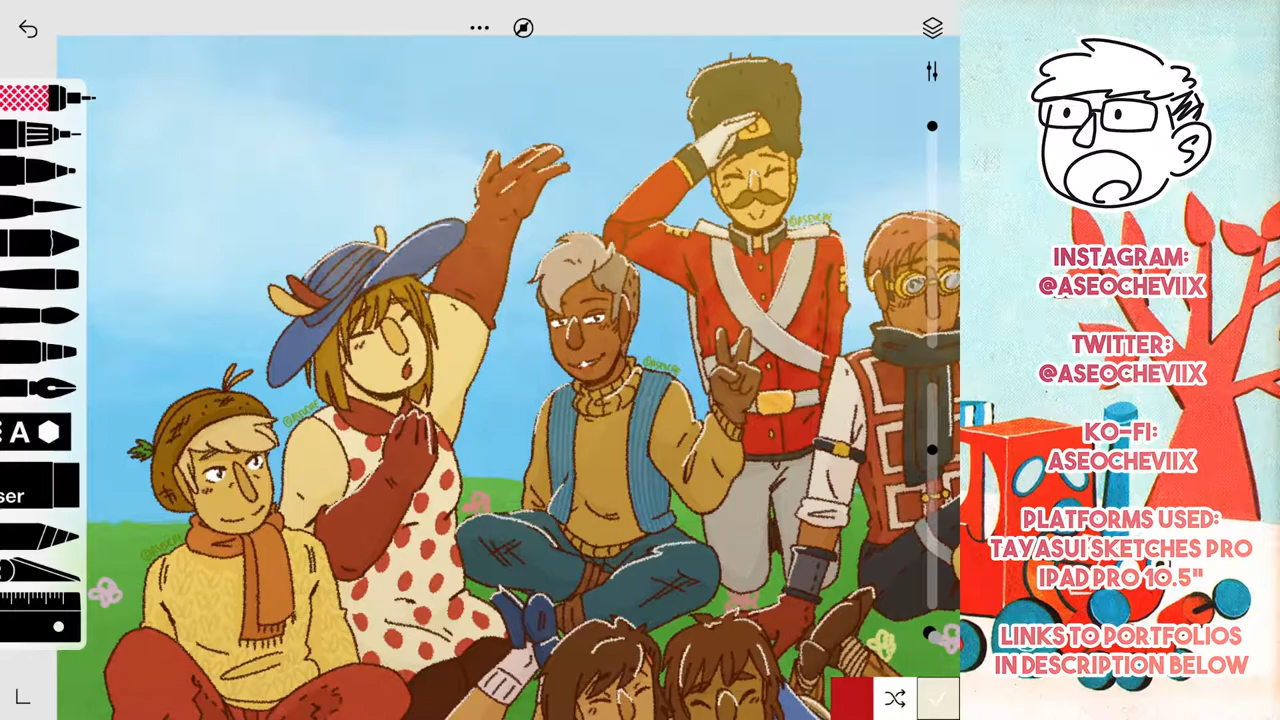 A
ser
@ASEOCHE
INSTAGRAM:
@ASEOCHEVIIX
TWITTER:
@ASEOCHEVIIX
KO-FI:
ASEOCHEVIIX
PLATFORMS USED:
TAYASUI SKETCHES PRO
IPAD PRO 10.5"
LINKS TO PORTFOLIOS
IN DESCRIPTION BELOW